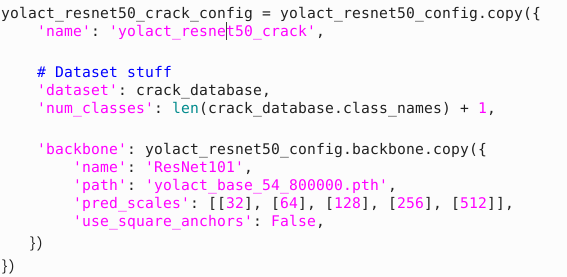 yolact_resnet50_crack_config = yolact_resnet50_config.copy({
    'name': 'yolact_resnet50_crack',

    # Dataset stuff
    'dataset': crack_database,
    'num_classes': len(crack_database.class_names) + 1,

    'backbone': yolact_resnet50_config.backbone.copy({
        'name': 'ResNet101',
        'path': 'yolact_base_54_800000.pth',
        'pred_scales': [[32], [64], [128], [256], [512]],
        'use_square_anchors': False,
   })
})